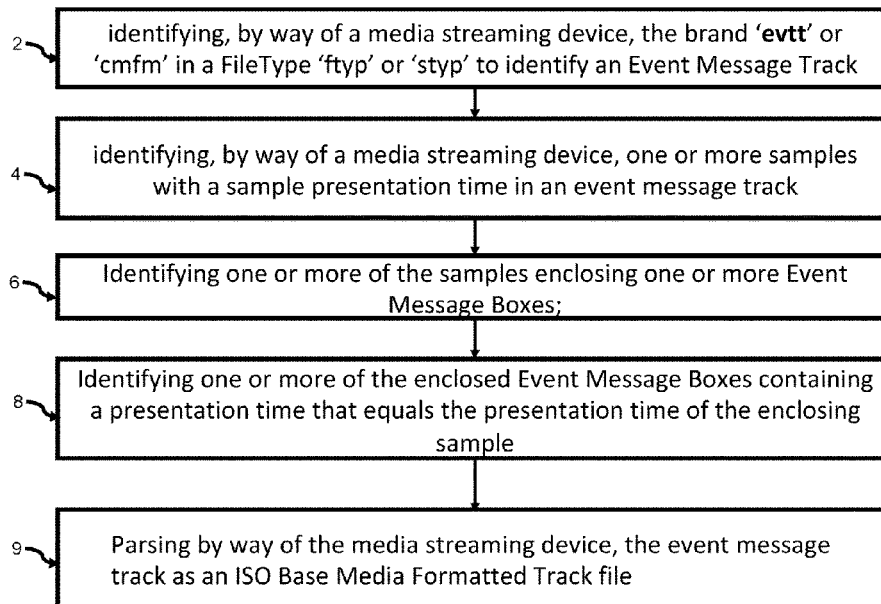 2
identifying, by way of a media streaming device, the brand ‘evtt’ or
‘cmfm’ in a FileType ‘ftyp’ or ‘styp’ to identify an Event Message Track
4
identifying, by way of a media streaming device, one or more samples
with a sample presentation time in an event message track
6
Identifying one or more of the samples enclosing one or more Event
Message Boxes;
8
Identifying one or more of the enclosed Event Message Boxes containing
a presentation time that equals the presentation time of the enclosing
sample
9
Parsing by way of the media streaming device, the event message
track as an ISO Base Media Formatted Track file